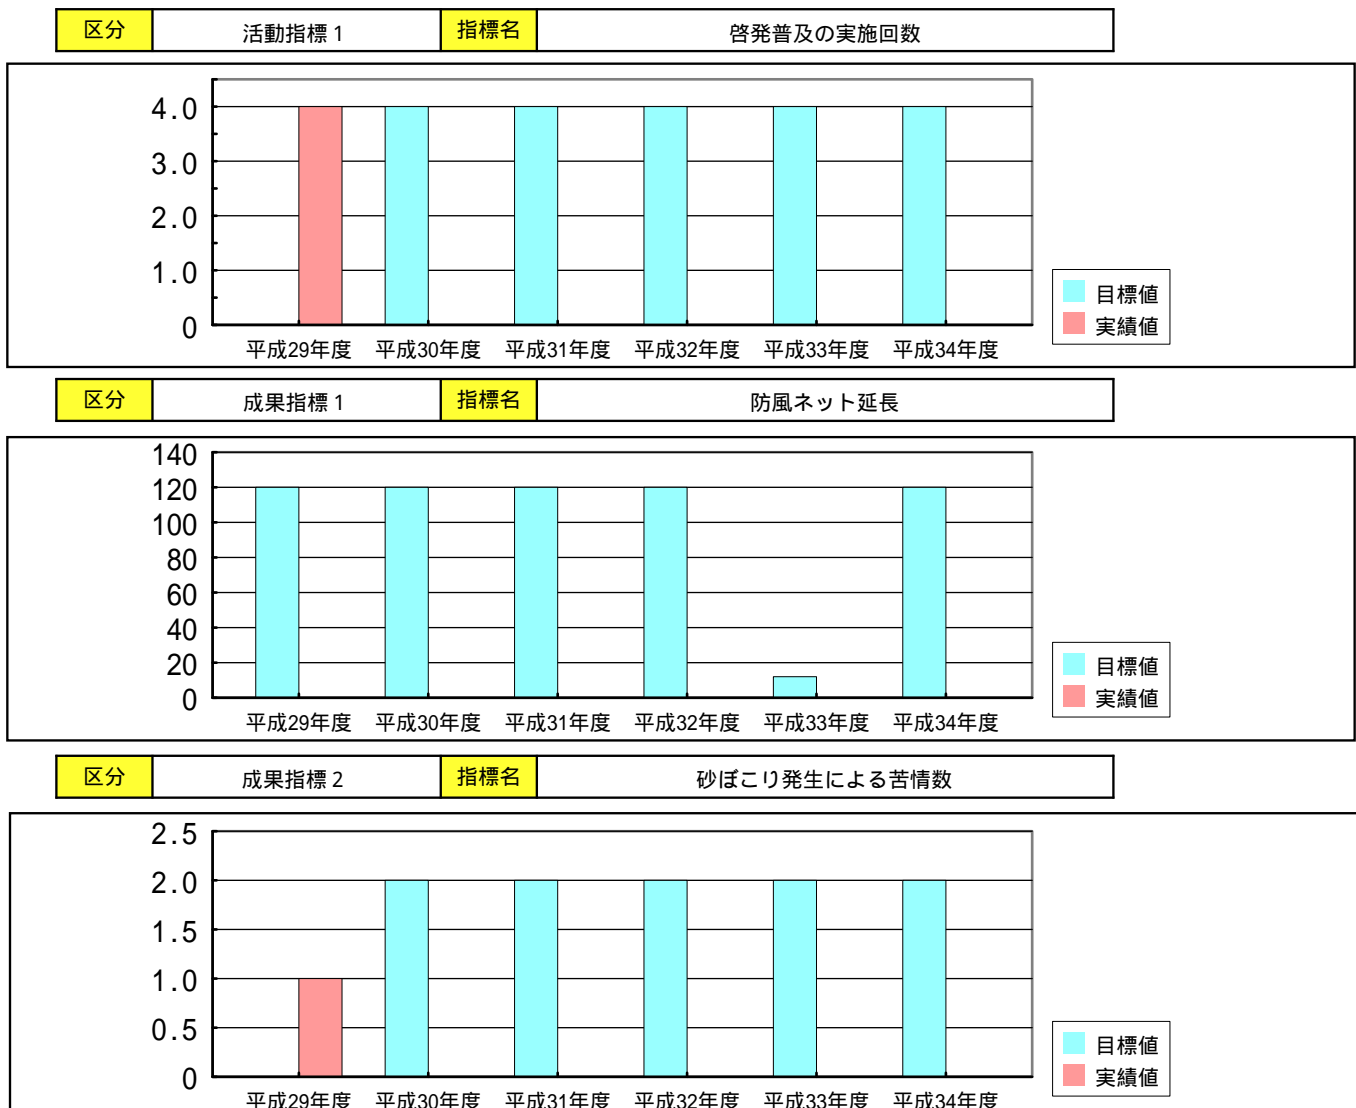 区分 活動指標1 指標名 啓発普及の実施回数
4.0
3.0
2.0
1.0
0
平成29年度 平成30年度 平成31年度 平成32年度 平成33年度 平成34年度
目標値
実績値
区分 成果指標1 指標名 防風ネット延長
140
120
100
80
60
40
20
0
平成29年度 平成30年度 平成31年度 平成32年度 平成33年度 平成34年度
目標値
実績値
区分 成果指標2 指標名 砂ぼこり発生による苦情数
2.5
2.0
1.5
1.0
0.5
0
平成29年度 平成30年度 平成31年度 平成32年度 平成33年度 平成34年度
目標値
実績値